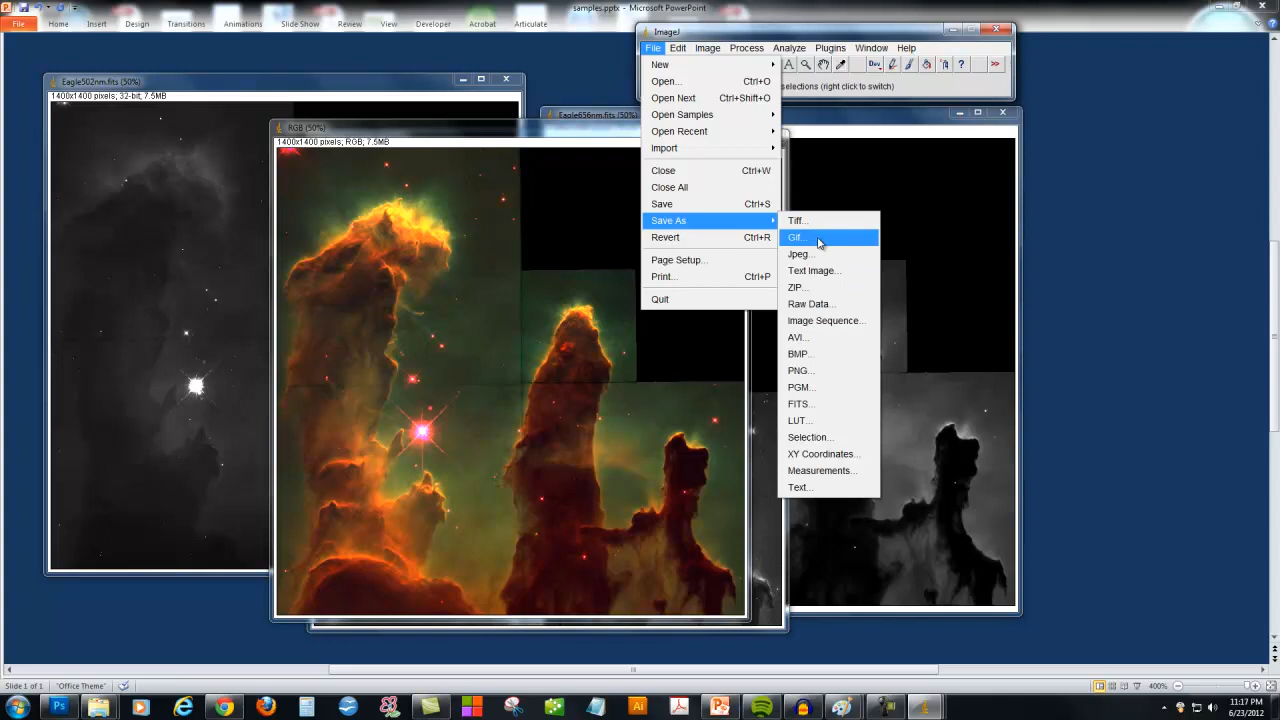 samples.pptx - Microsoft PowerPoint
File Home Insert Design Transitions Animations Slide Show Review View Developer Acrobat Articulate
ImageJ
File Edit Image Process Analyze Plugins Window Help
A Dev ? >>
selections (right click to switch)
New
Open... Ctrl+O
Open Next Ctrl+Shift+O
Open Samples
Open Recent
Import
Close Ctrl+W
Close All
Save Ctrl+S
Save As
Revert Ctrl+R
Page Setup...
Print... Ctrl+P
Quit
Tiff...
Gif...
Jpeg...
Text Image...
ZIP...
Raw Data...
Image Sequence...
AVI...
BMP...
PNG...
PGM...
FITS...
LUT...
Selection...
XY Coordinates...
Measurements...
Text...
Eagle502nm.fits (50%)
1400x1400 pixels; 32-bit; 7.5MB
Eagle656nm.fits (50%)
RGB (50%)
1400x1400 pixels; RGB; 7.5MB
Slide 1 of 1 "Office Theme" 400%
11:17 PM
6/23/2012